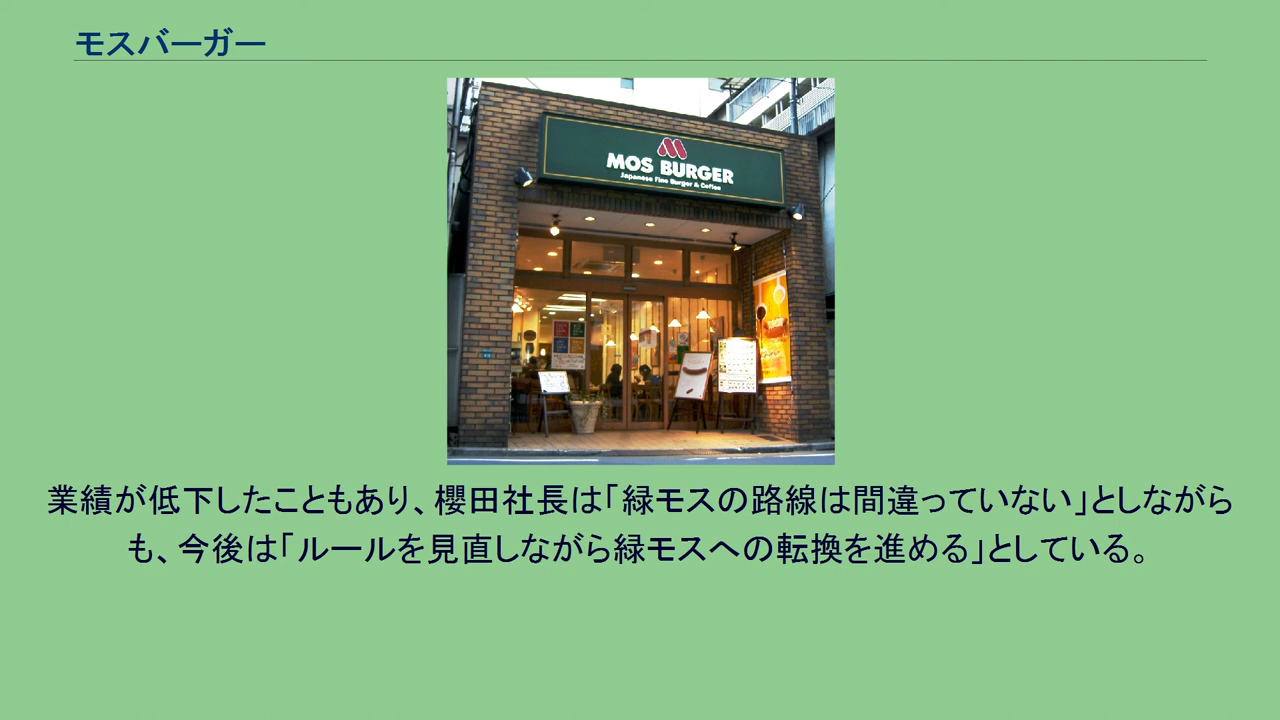 モスバーガー
MOS BURGER
Japanese Fine Burger & Coffee
業績が低下したこともあり、櫻田社長は「緑モスの路線は間違っていない」としながら
も、今後は「ルールを見直しながら緑モスへの転換を進める」としている。